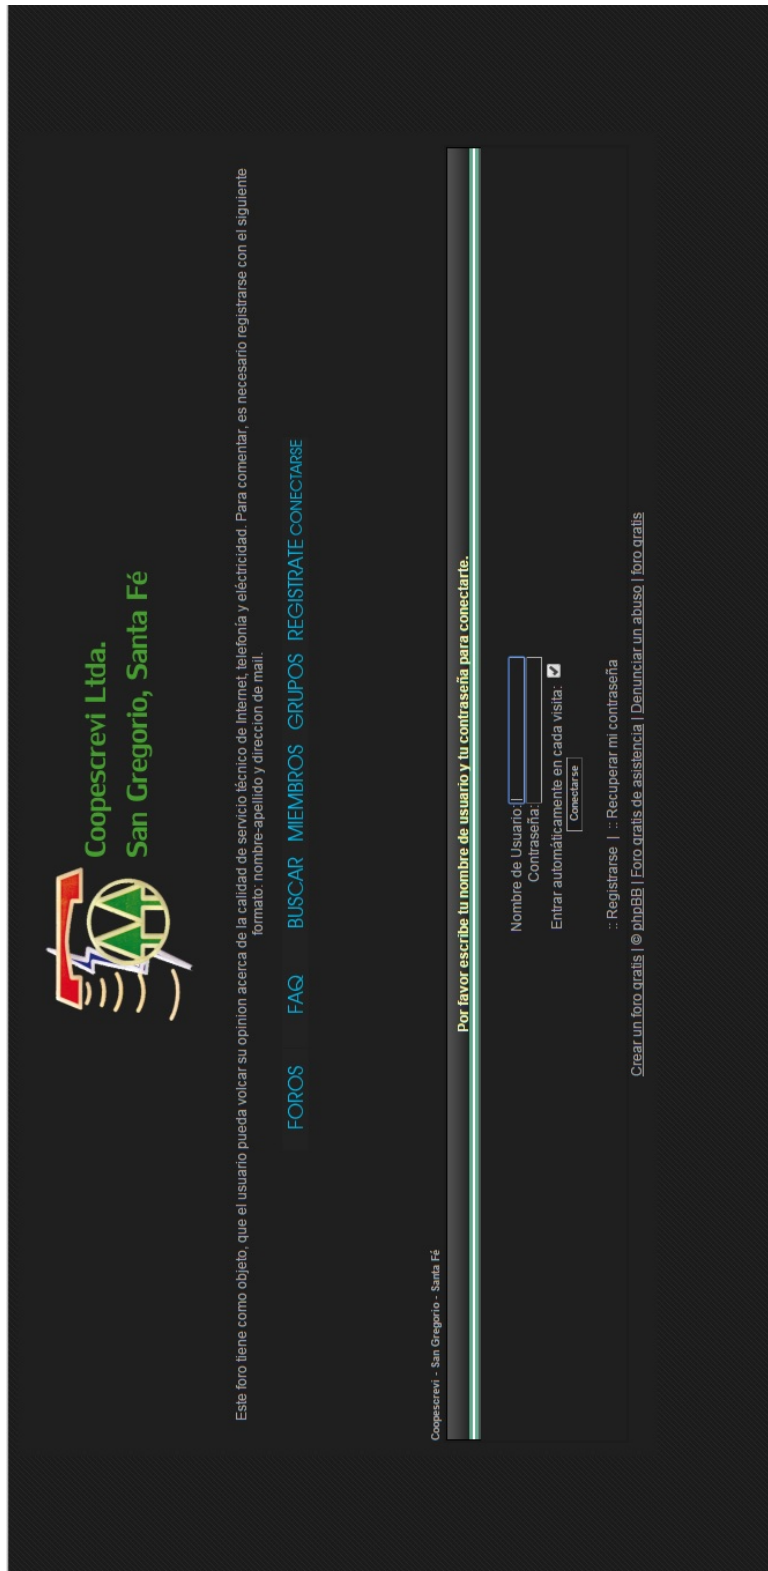 Coopescrevi Ltda.
San Gregorio, Santa Fé
Este foro tiene como objeto, que el usuario pueda volcar su opinion acerca de la calidad de servicio técnico de Internet, telefonía y eléctricidad. Para comentar, es necesario registrarse con el siguiente
formato: nombre-apellido y direccion de mail.
FOROS FAQ BUSCAR MIEMBROS GRUPOS REGISTRATE CONECTARSE
Coopescrevi - San Gregorio - Santa Fé
Por favor escribe tu nombre de usuario y tu contraseña para conectarte.
Nombre de Usuario:
Contraseña:
Entrar automáticamente en cada visita:
Conectarse
:: Registrarse | :: Recuperar mi contraseña
Crear un foro gratis | © phpBB | Foro gratis de asistencia | Denunciar un abuso | foro gratis